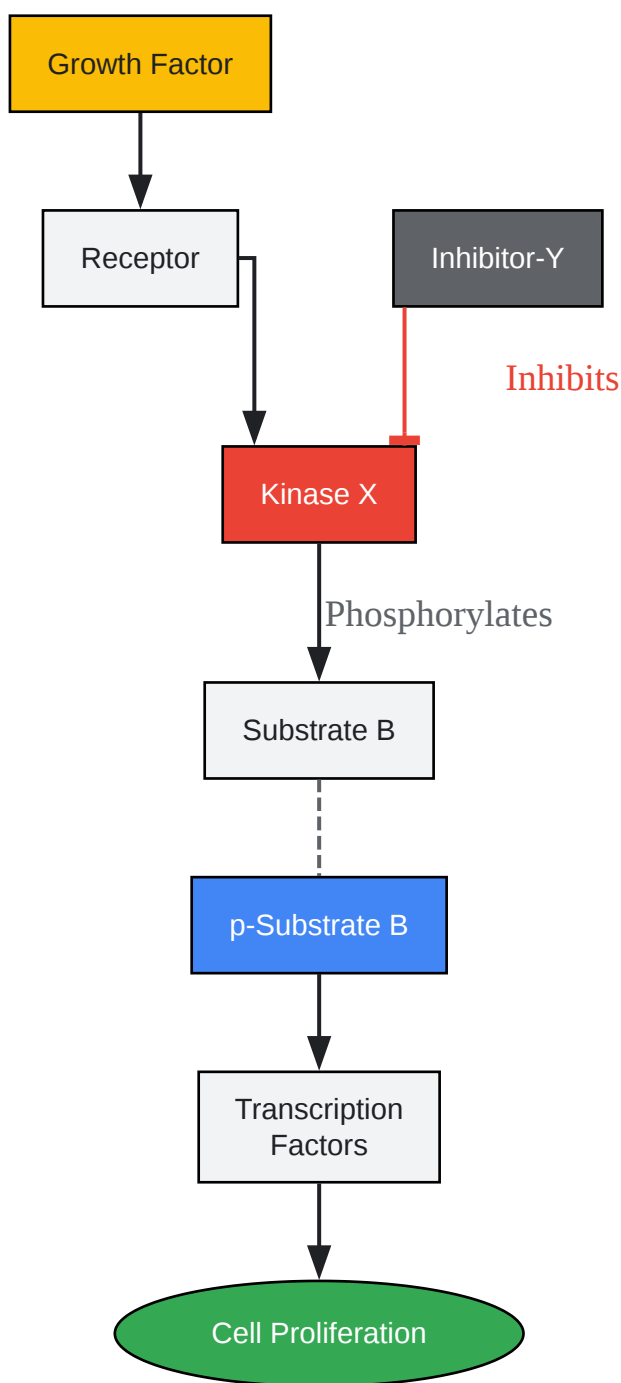 Growth Factor
Receptor
Inhibitor-Y
Inhibits
Kinase X
Phosphorylates
Substrate B
p-Substrate B
Transcription
Factors
Cell Proliferation